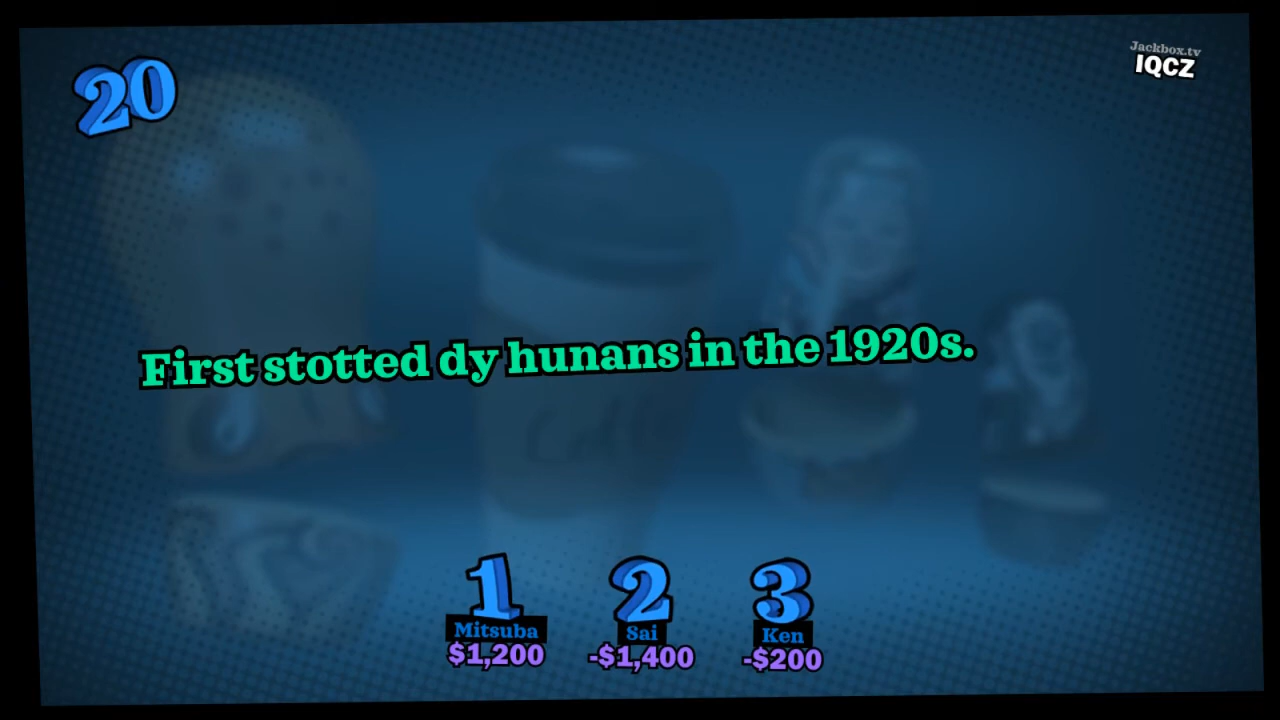 20
Jackbox.tv
IQCZ
First stotted dy hunans in the 1920s.
1 2 3
Mitsuba Sai Ken
$1,200 -$1,400 -$200